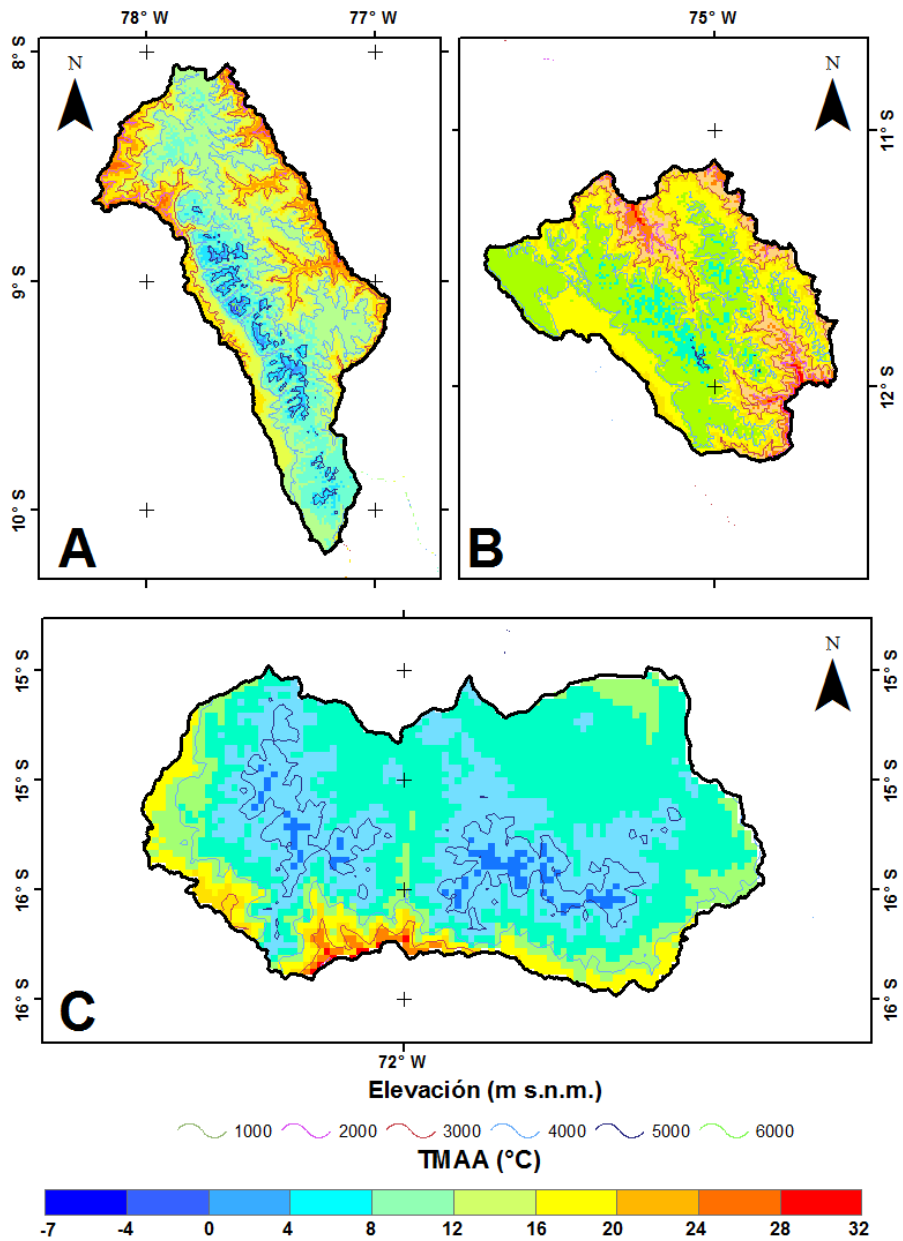 78° W 77° W
8° S
9° S
10° S
N
A
75° W
11° S
12° S
N
B
15° S 15° S
15° S 15° S
16° S 16° S
16° S 16° S
N
C
72° W
Elevación (m s.n.m.)
1000 2000 3000 4000 5000 6000
TMAA (°C)
-7 -4 0 4 8 12 16 20 24 28 32